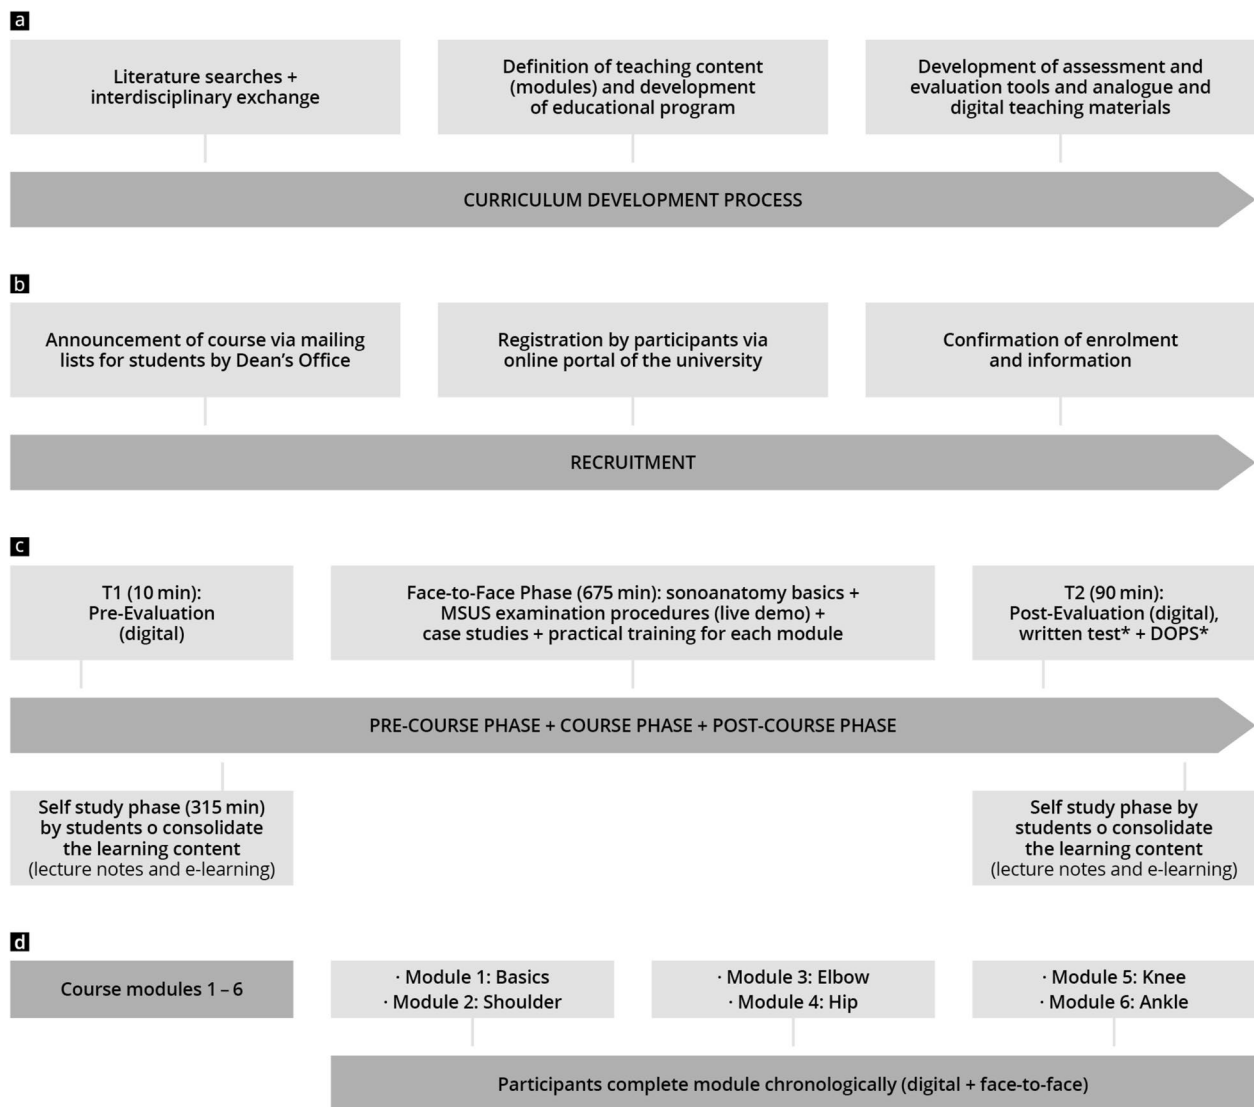 a
Literature searches +
interdisciplinary exchange
Definition of teaching content
(modules) and development
of educational program
Development of assessment and
evaluation tools and analogue and
digital teaching materials
CURRICULUM DEVELOPMENT PROCESS
b
Announcement of course via mailing
lists for students by Dean’s Office
Registration by participants via
online portal of the university
Confirmation of enrolment
and information
RECRUITMENT
c
T1 (10 min):
Pre-Evaluation
(digital)
Face-to-Face Phase (675 min): sonoanatomy basics +
MSUS examination procedures (live demo) +
case studies + practical training for each module
T2 (90 min):
Post-Evaluation (digital),
written test* + DOPS*
PRE-COURSE PHASE + COURSE PHASE + POST-COURSE PHASE
Self study phase (315 min)
by students o consolidate
the learning content
(lecture notes and e-learning)
Self study phase by
students o consolidate
the learning content
(lecture notes and e-learning)
d
Course modules 1 – 6
· Module 1: Basics
· Module 2: Shoulder
· Module 3: Elbow
· Module 4: Hip
· Module 5: Knee
· Module 6: Ankle
Participants complete module chronologically (digital + face-to-face)